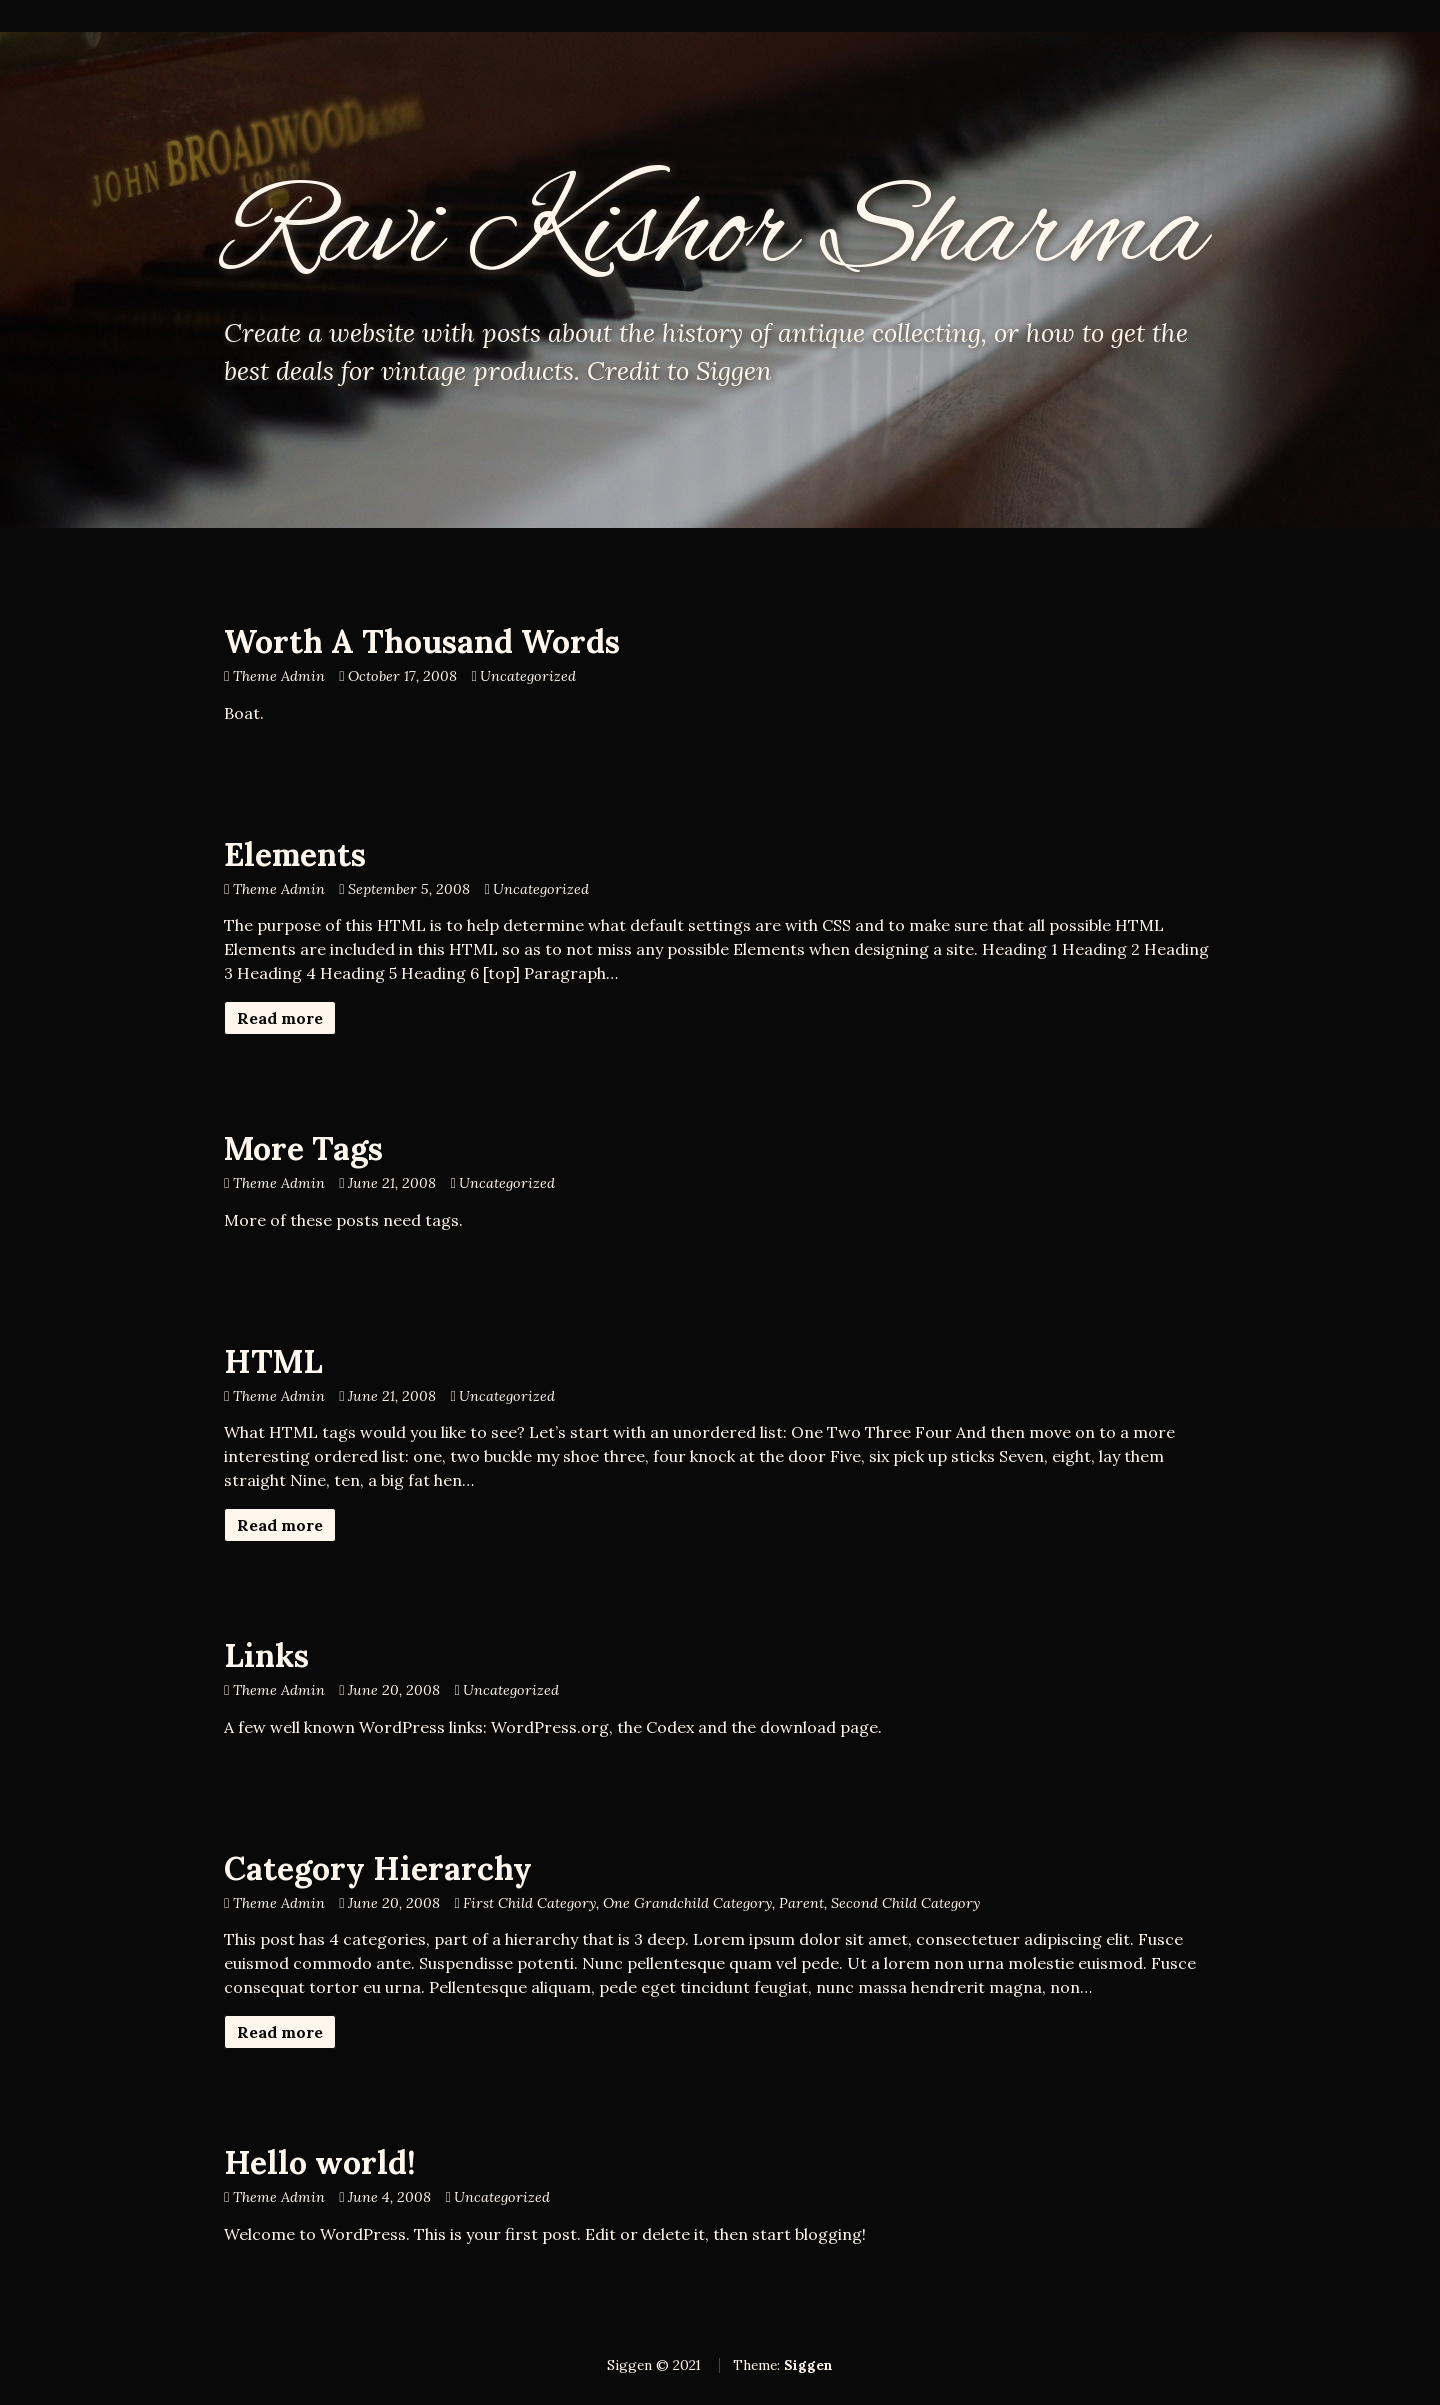 JOHN BROADWOOD & SONS
LONDON
Ravi Kishor Sharma
Create a website with posts about the history of antique collecting, or how to get the
best deals for vintage products. Credit to Siggen
Worth A Thousand Words
Theme Admin October 17, 2008 Uncategorized
Boat.
Elements
Theme Admin September 5, 2008 Uncategorized
The purpose of this HTML is to help determine what default settings are with CSS and to make sure that all possible HTML
Elements are included in this HTML so as to not miss any possible Elements when designing a site. Heading 1 Heading 2 Heading
3 Heading 4 Heading 5 Heading 6 [top] Paragraph…
Read more
More Tags
Theme Admin June 21, 2008 Uncategorized
More of these posts need tags.
HTML
Theme Admin June 21, 2008 Uncategorized
What HTML tags would you like to see? Let’s start with an unordered list: One Two Three Four And then move on to a more
interesting ordered list: one, two buckle my shoe three, four knock at the door Five, six pick up sticks Seven, eight, lay them
straight Nine, ten, a big fat hen…
Read more
Links
Theme Admin June 20, 2008 Uncategorized
A few well known WordPress links: WordPress.org, the Codex and the download page.
Category Hierarchy
Theme Admin June 20, 2008 First Child Category, One Grandchild Category, Parent, Second Child Category
This post has 4 categories, part of a hierarchy that is 3 deep. Lorem ipsum dolor sit amet, consectetuer adipiscing elit. Fusce
euismod commodo ante. Suspendisse potenti. Nunc pellentesque quam vel pede. Ut a lorem non urna molestie euismod. Fusce
consequat tortor eu urna. Pellentesque aliquam, pede eget tincidunt feugiat, nunc massa hendrerit magna, non…
Read more
Hello world!
Theme Admin June 4, 2008 Uncategorized
Welcome to WordPress. This is your first post. Edit or delete it, then start blogging!
Siggen © 2021 Theme: Siggen